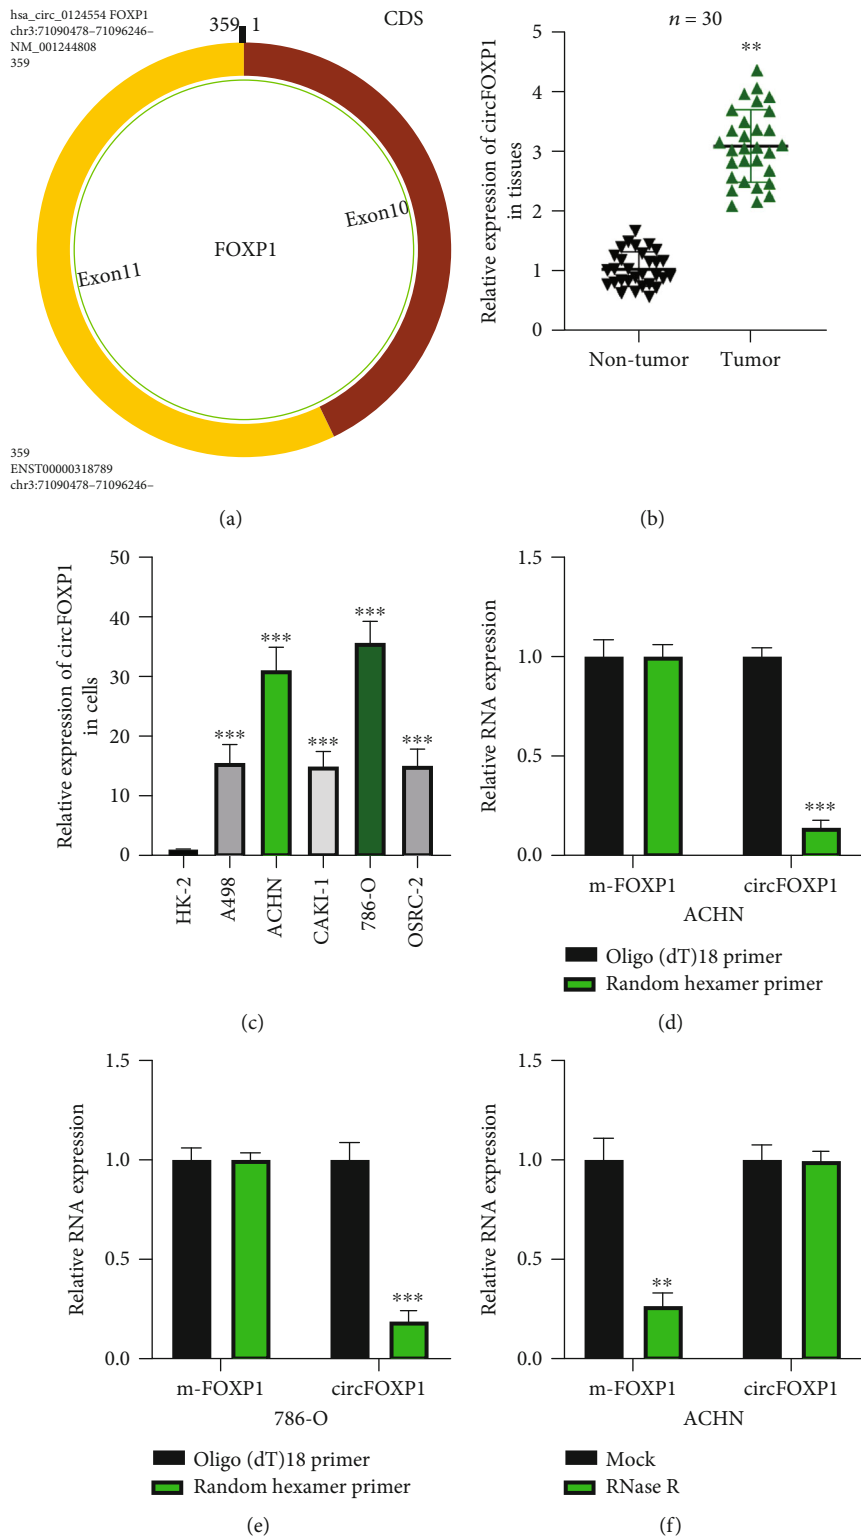 hsa_circ_0124554 FOXP1
chr3:71090478–71096246–
NM_001244808
359
359 1
CDS
Exon10
FOXP1
Exon11
359
ENST00000318789
chr3:71090478–71096246–
(a)
n = 30
**
Relative expression of circFOXP1
in tissues
5
4
3
2
1
0
Non-tumor
Tumor
(b)
Relative expression of circFOXP1
in cells
50
40
30
20
10
0
***
***
***
***
***
HK-2
A498
ACHN
CAKI-1
786-O
OSRC-2
(c)
Relative RNA expression
1.5
1.0
0.5
0.0
***
m-FOXP1
circFOXP1
ACHN
Oligo (dT)18 primer
Random hexamer primer
(d)
Relative RNA expression
1.5
1.0
0.5
0.0
***
m-FOXP1
circFOXP1
786-O
Oligo (dT)18 primer
Random hexamer primer
(e)
Relative RNA expression
1.5
1.0
0.5
0.0
**
m-FOXP1
circFOXP1
ACHN
Mock
RNase R
(f)